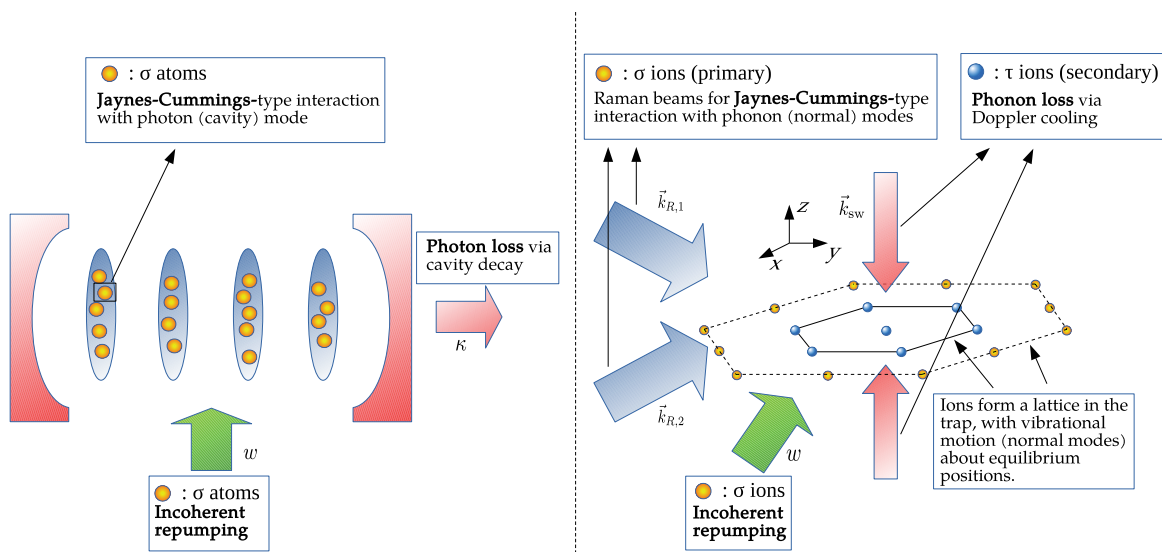 : σ atoms
Jaynes-Cummings-type interaction
with photon (cavity) mode
Photon loss via
cavity decay
κ
w
: σ atoms
Incoherent
repumping
: σ ions (primary)
Raman beams for Jaynes-Cummings-type
interaction with phonon (normal) modes
: τ ions (secondary)
Phonon loss via
Doppler cooling
k⃗R,1
z
y
x
k⃗sw
k⃗R,2
w
Ions form a lattice in the
trap, with vibrational
motion (normal modes)
about equilibrium
positions.
: σ ions
Incoherent
repumping